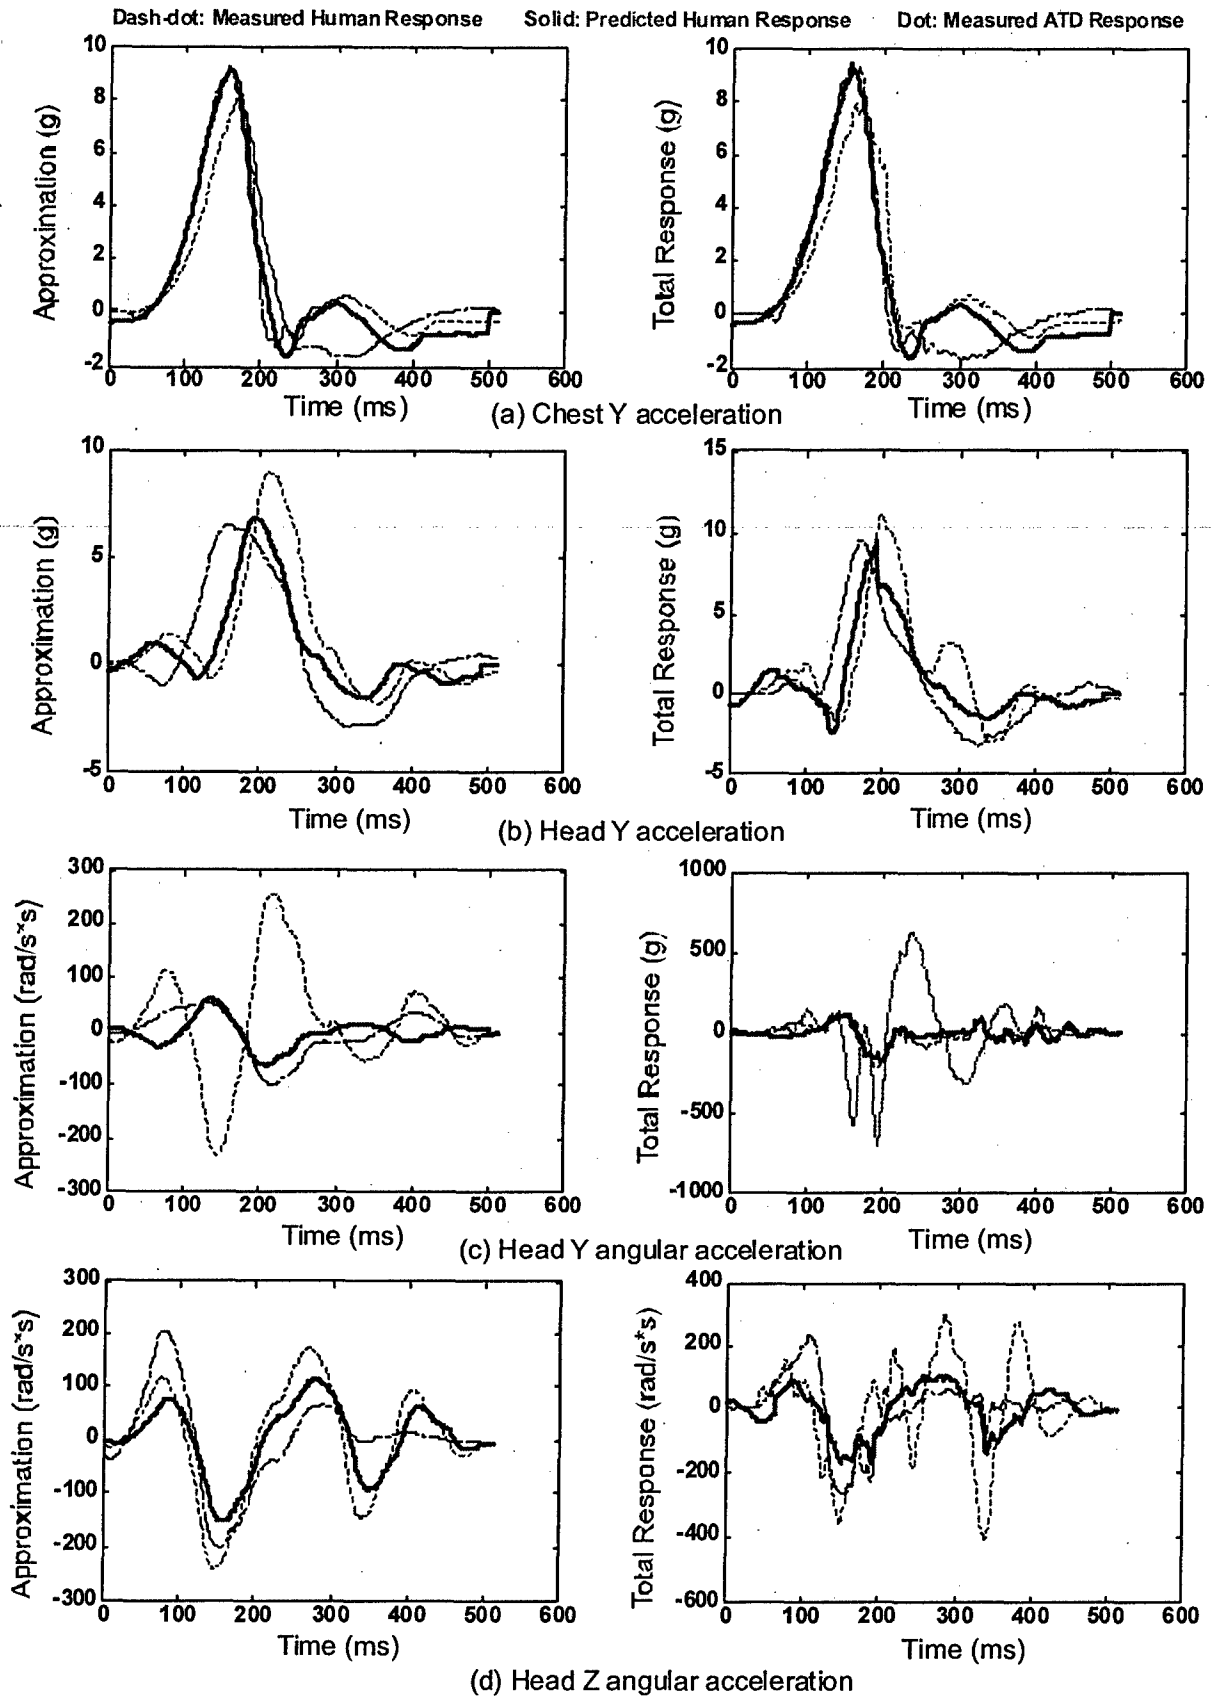 Dash-dot: Measured Human Response Solid: Predicted Human Response Dot: Measured ATD Response
10
8
6
4
2
0
-2
Approximation (g)
0 100 200 300 400 500 600
Time (ms)
10
8
6
4
2
0
-2
Total Response (g)
0 100 200 300 400 500 600
Time (ms)
(a) Chest Y acceleration
10
5
0
-5
Approximation (g)
0 100 200 300 400 500 600
Time (ms)
15
10
5
0
-5
Total Response (g)
0 100 200 300 400 500 600
Time (ms)
(b) Head Y acceleration
300
200
100
0
-100
-200
-300
Approximation (rad/s*s)
0 100 200 300 400 500 600
Time (ms)
1000
500
0
-500
-1000
Total Response (g)
0 100 200 300 400 500 600
Time (ms)
(c) Head Y angular acceleration
300
200
100
0
-100
-200
-300
Approximation (rad/s*s)
0 100 200 300 400 500 600
Time (ms)
400
200
0
-200
-400
-600
Total Response (rad/s*s)
0 100 200 300 400 500 600
Time (ms)
(d) Head Z angular acceleration